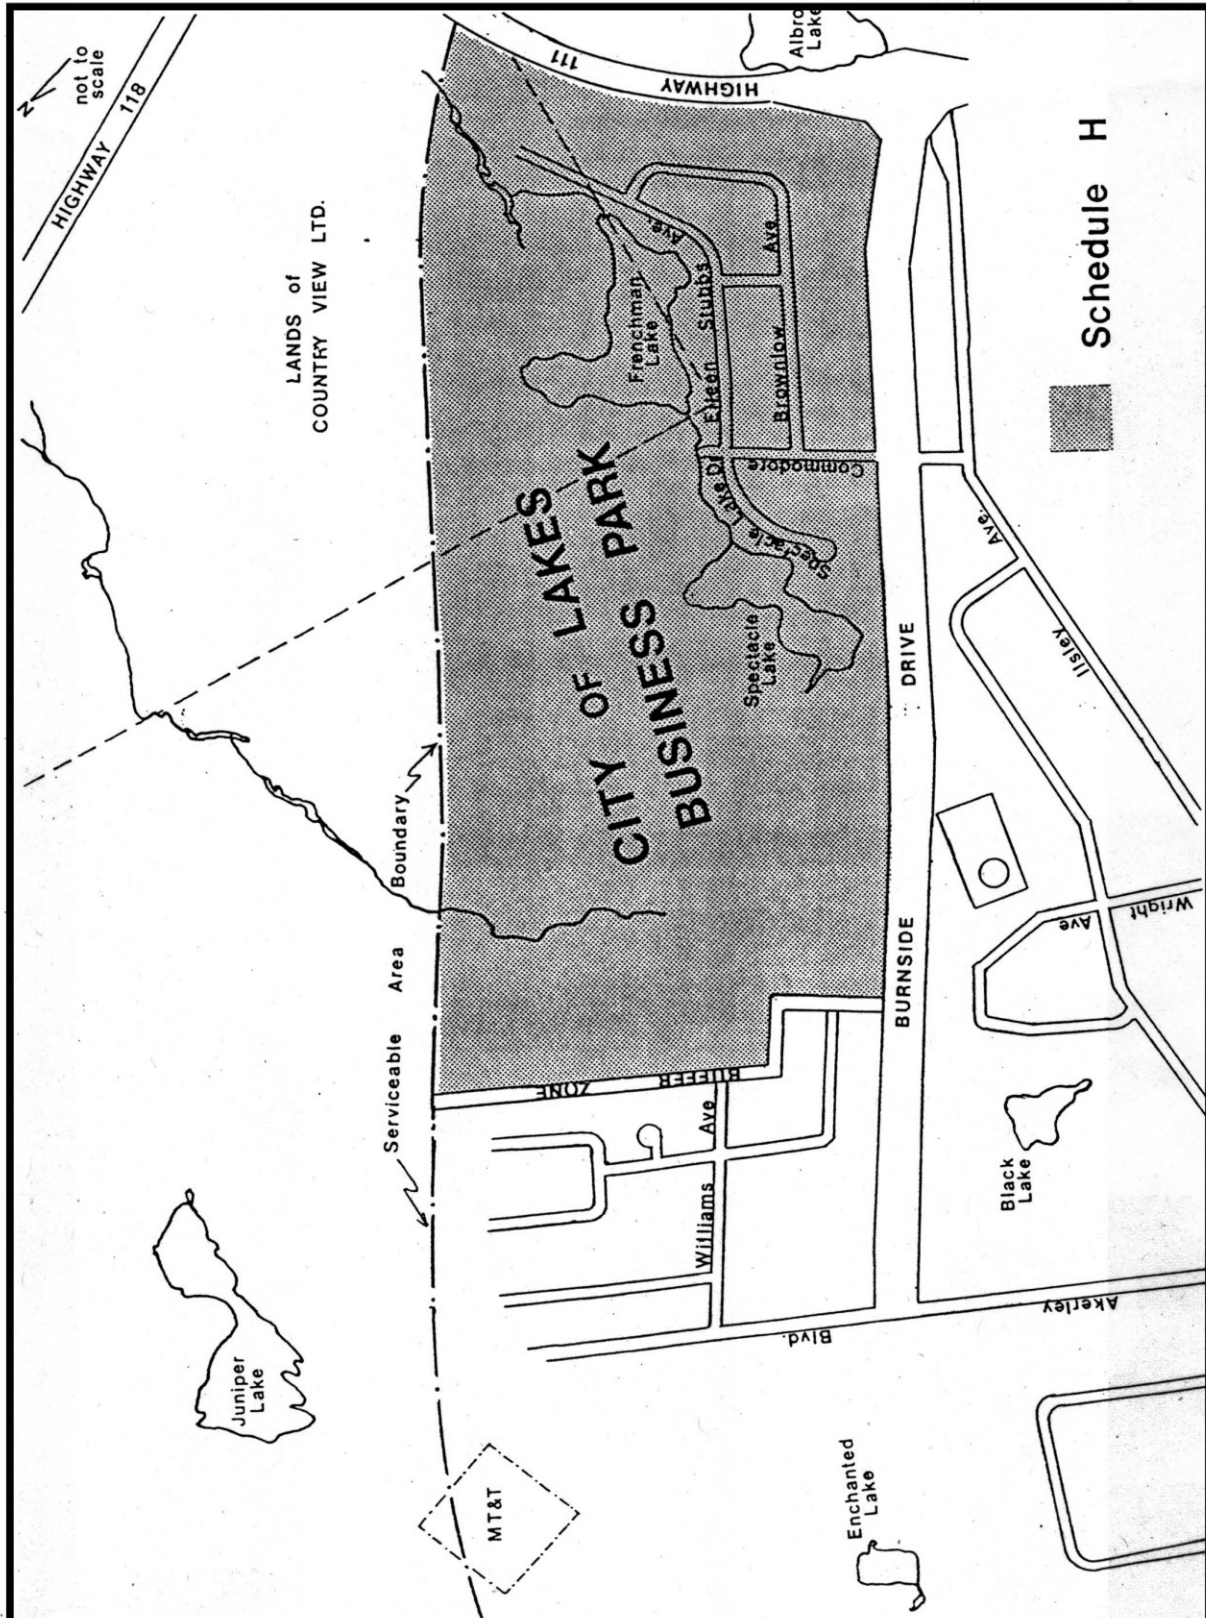 N
not to
scale
HIGHWAY 118
LANDS of
COUNTRY VIEW LTD.
HIGHWAY 111
Lake
Frenchman
Lake
Eileen Stubbs Ave.
Brownlow Ave
Commodore
Spectacle Lake Dr
Spectacle
Lake
CITY OF LAKES
BUSINESS PARK
Serviceable Area Boundary
BUFFER ZONE
Williams Ave
BURNSIDE DRIVE
Ilsley Ave.
Wright Ave
Akerley Blvd.
Black
Lake
Juniper
Lake
MT&T
Enchanted
Lake
Schedule H